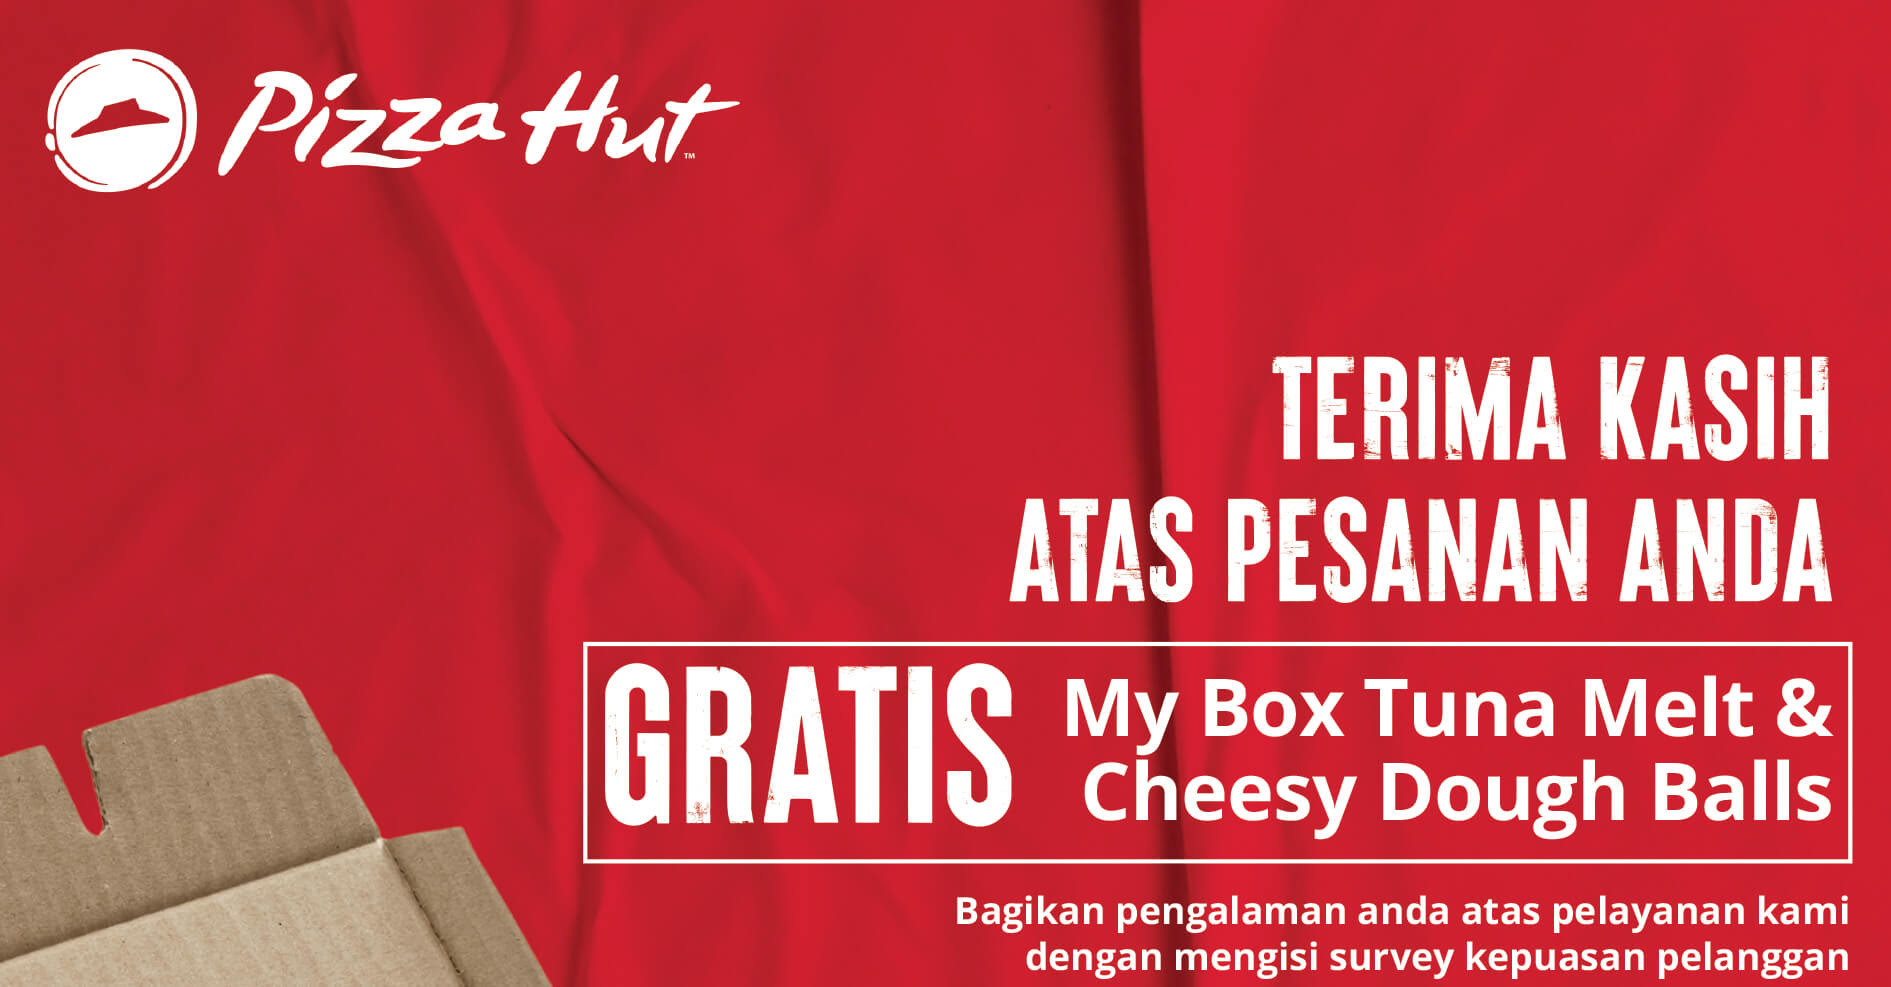 Pizza Hut™
TERIMA KASIH
ATAS PESANAN ANDA
GRATIS My Box Tuna Melt &
Cheesy Dough Balls
Bagikan pengalaman anda atas pelayanan kami
dengan mengisi survey kepuasan pelanggan